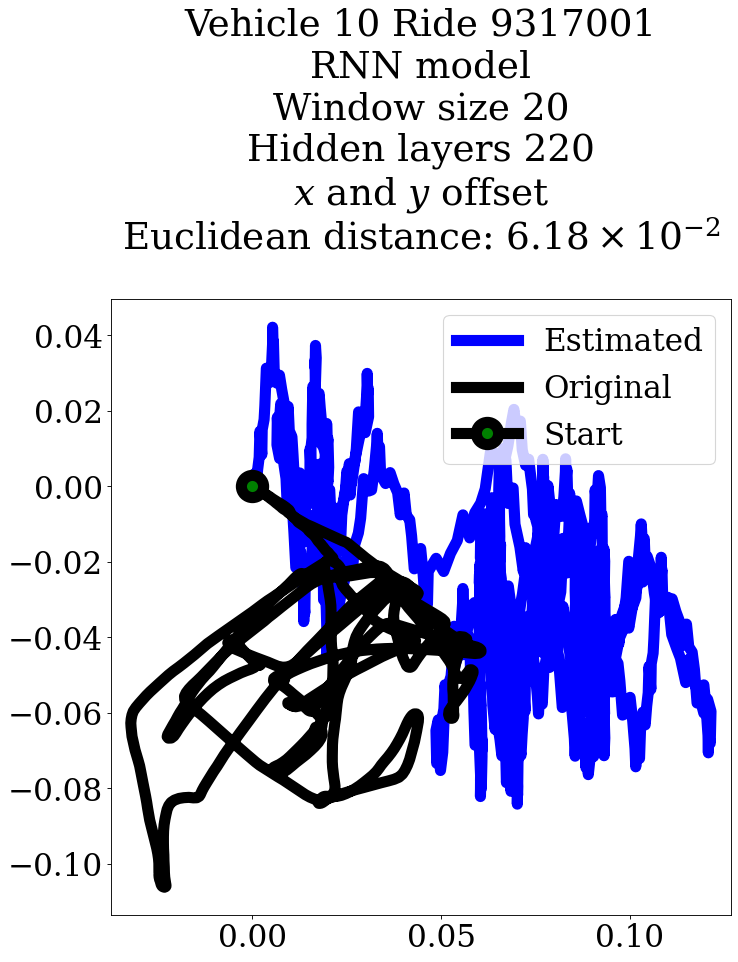 Vehicle 10 Ride 9317001
RNN model
Window size 20
Hidden layers 220
x and y offset
Euclidean distance: 6.18 × 10⁻²
Estimated
Original
Start
0.04
0.02
0.00
−0.02
−0.04
−0.06
−0.08
−0.10
0.00 0.05 0.10